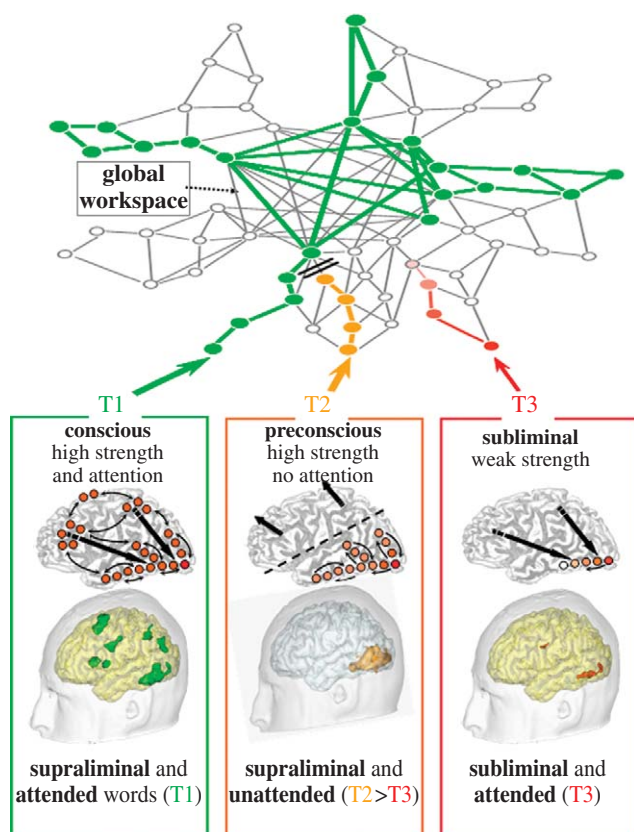 global
workspace
T1
T2
T3
conscious
high strength
and attention
preconscious
high strength
no attention
subliminal
weak strength
supraliminal and
attended words (T1)
supraliminal and
unattended (T2>T3)
subliminal and
attended (T3)